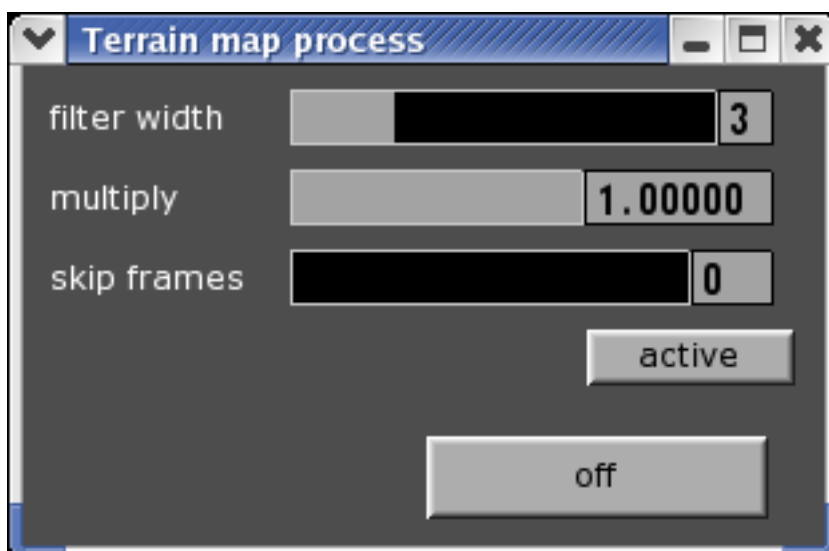 Terrain map process
filter width 3
multiply 1.00000
skip frames 0
active
off